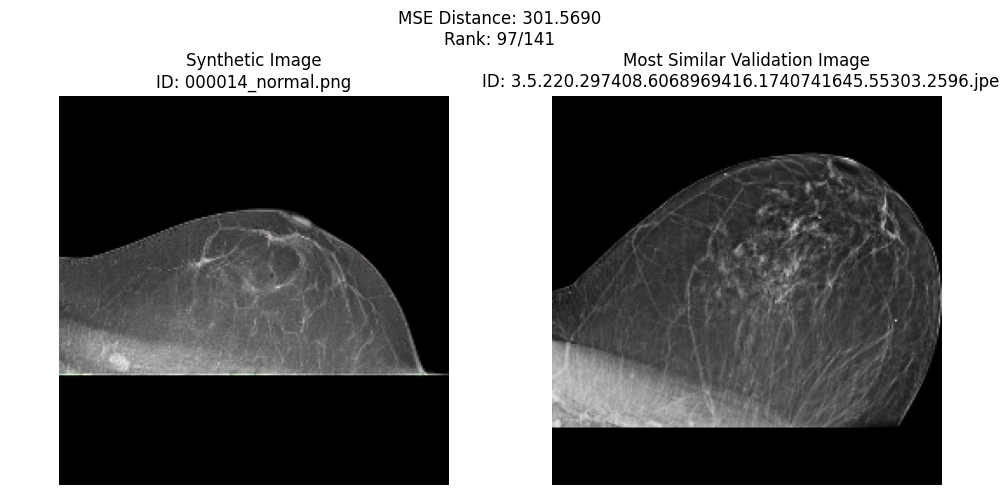 MSE Distance: 301.5690
Rank: 97/141
Synthetic Image
ID: 000014_normal.png
Most Similar Validation Image
ID: 3.5.220.297408.6068969416.1740741645.55303.2596.jpe